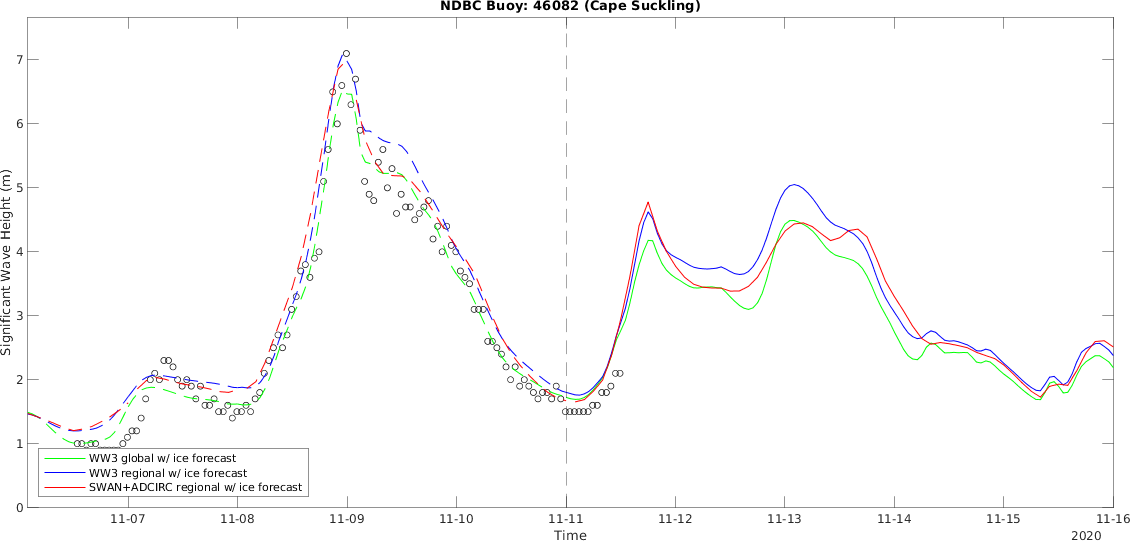 NDBC Buoy: 46082 (Cape Suckling)
Significant Wave Height (m)
7
6
5
4
3
2
1
0
WW3 global w/ ice forecast
WW3 regional w/ ice forecast
SWAN+ADCIRC regional w/ ice forecast
11-07 11-08 11-09 11-10 11-11 11-12 11-13 11-14 11-15 11-16
Time
2020